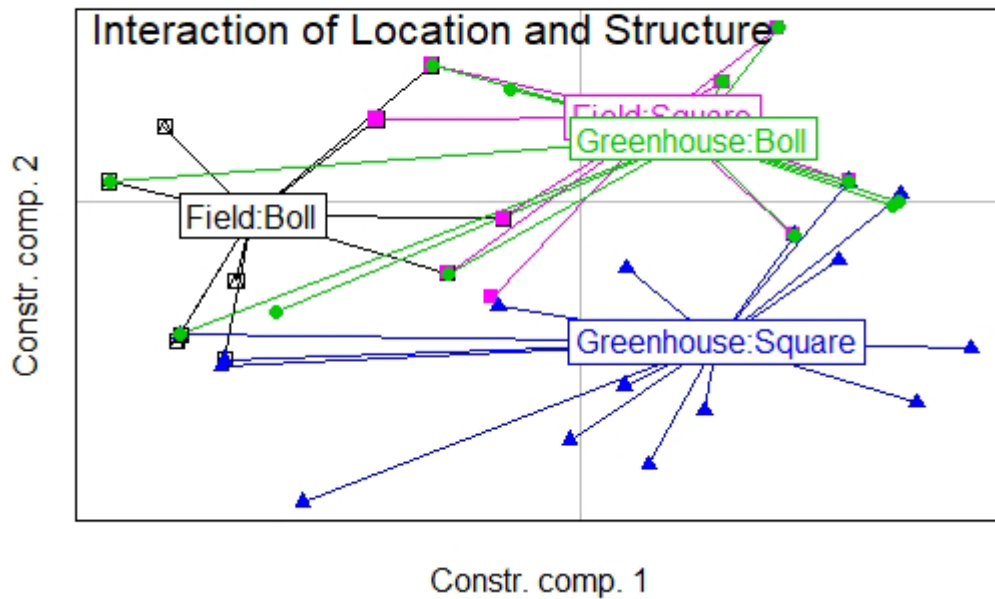 Interaction of Location and Structure
Field:Square
Greenhouse:Boll
Field:Boll
Greenhouse:Square
Constr. comp. 2
Constr. comp. 1